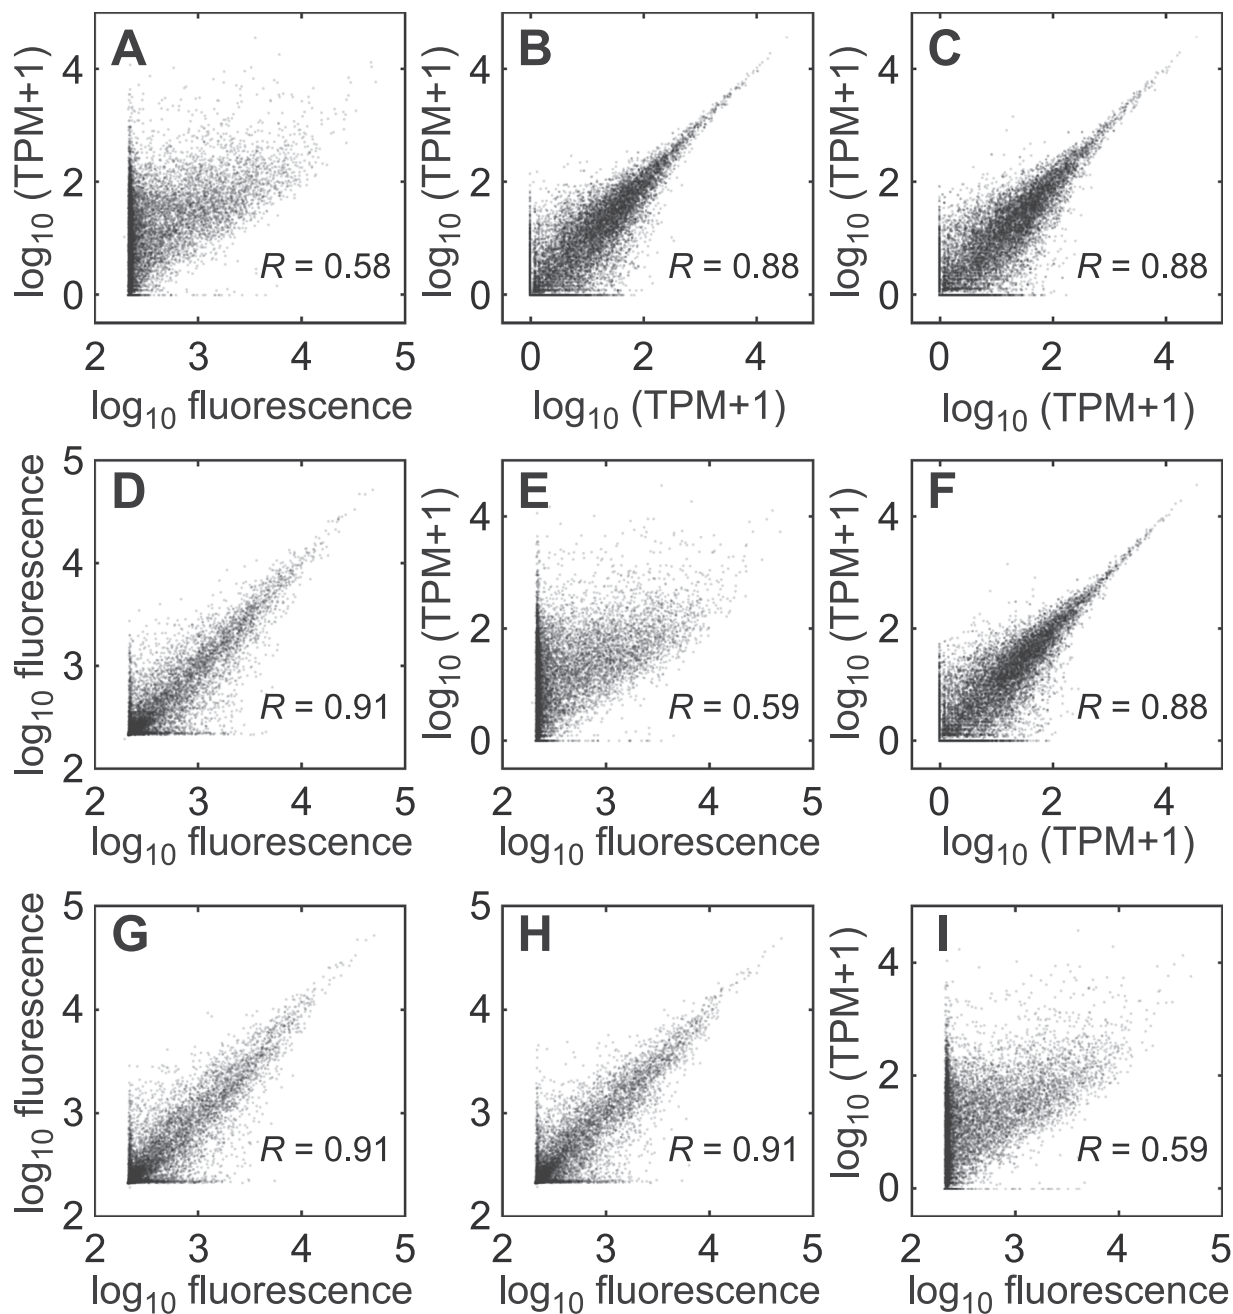 A
log10 (TPM+1)
4
2
0
R = 0.58
2 3 4 5
log10 fluorescence
B
log10 (TPM+1)
4
2
0
R = 0.88
0 2 4
log10 (TPM+1)
C
log10 (TPM+1)
4
2
0
R = 0.88
0 2 4
log10 (TPM+1)
D
log10 fluorescence
5
4
3
2
R = 0.91
2 3 4 5
log10 fluorescence
E
log10 (TPM+1)
4
2
0
R = 0.59
2 3 4 5
log10 fluorescence
F
log10 (TPM+1)
4
2
0
R = 0.88
0 2 4
log10 (TPM+1)
G
log10 fluorescence
5
4
3
2
R = 0.91
2 3 4 5
log10 fluorescence
H
log10 fluorescence
5
4
3
2
R = 0.91
2 3 4 5
log10 fluorescence
I
log10 (TPM+1)
4
2
0
R = 0.59
2 3 4 5
log10 fluorescence